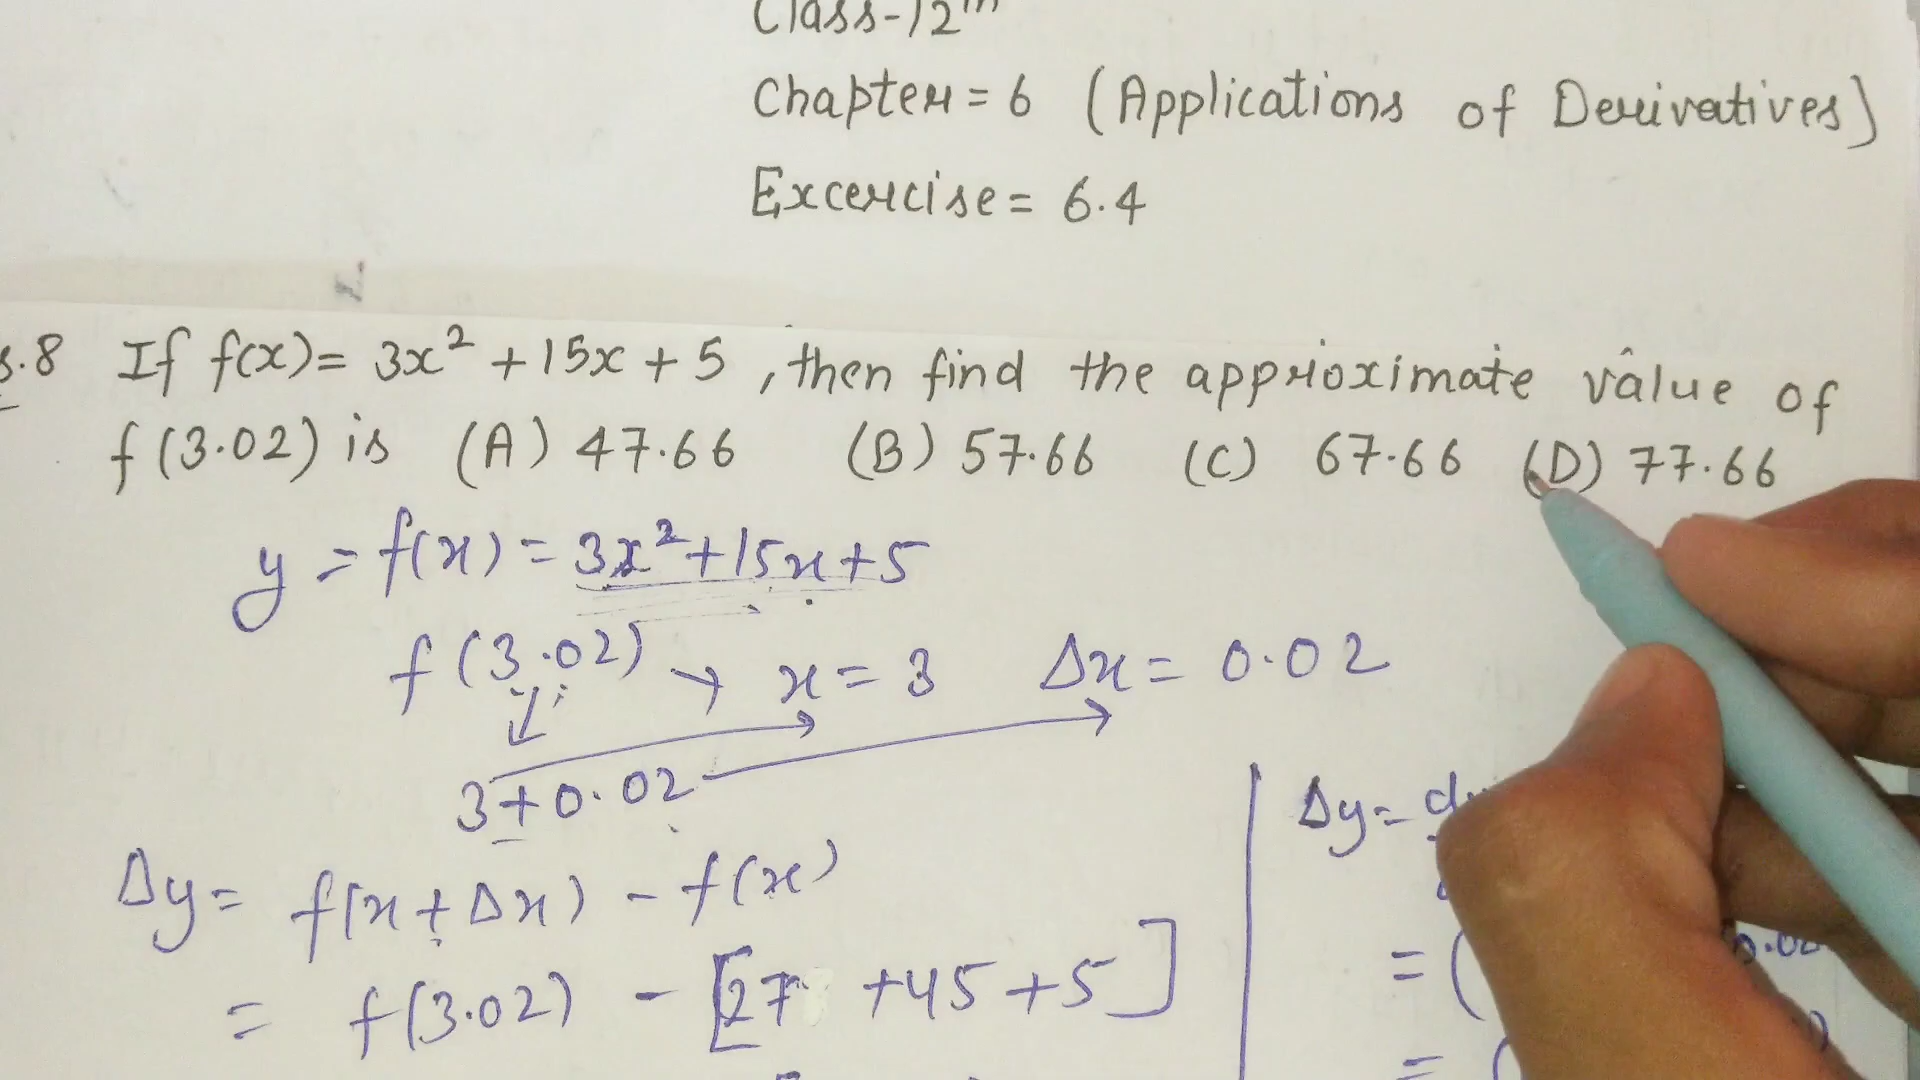 Class-12th
Chapter = 6 (Applications of Derivatives)
Excercise = 6.4
.8 If f(x) = 3x² + 15x + 5, then find the approximate value of
f(3.02) is (A) 47.66 (B) 57.66 (C) 67.66 (D) 77.66
y = f(x) = 3x² + 15x + 5
f(3.02) → x = 3 Δx = 0.02
3 + 0.02
Δy = f(x + Δx) - f(x)
= f(3.02) - [27 + 45 + 5]
Δy =
= ( 0.02
= (